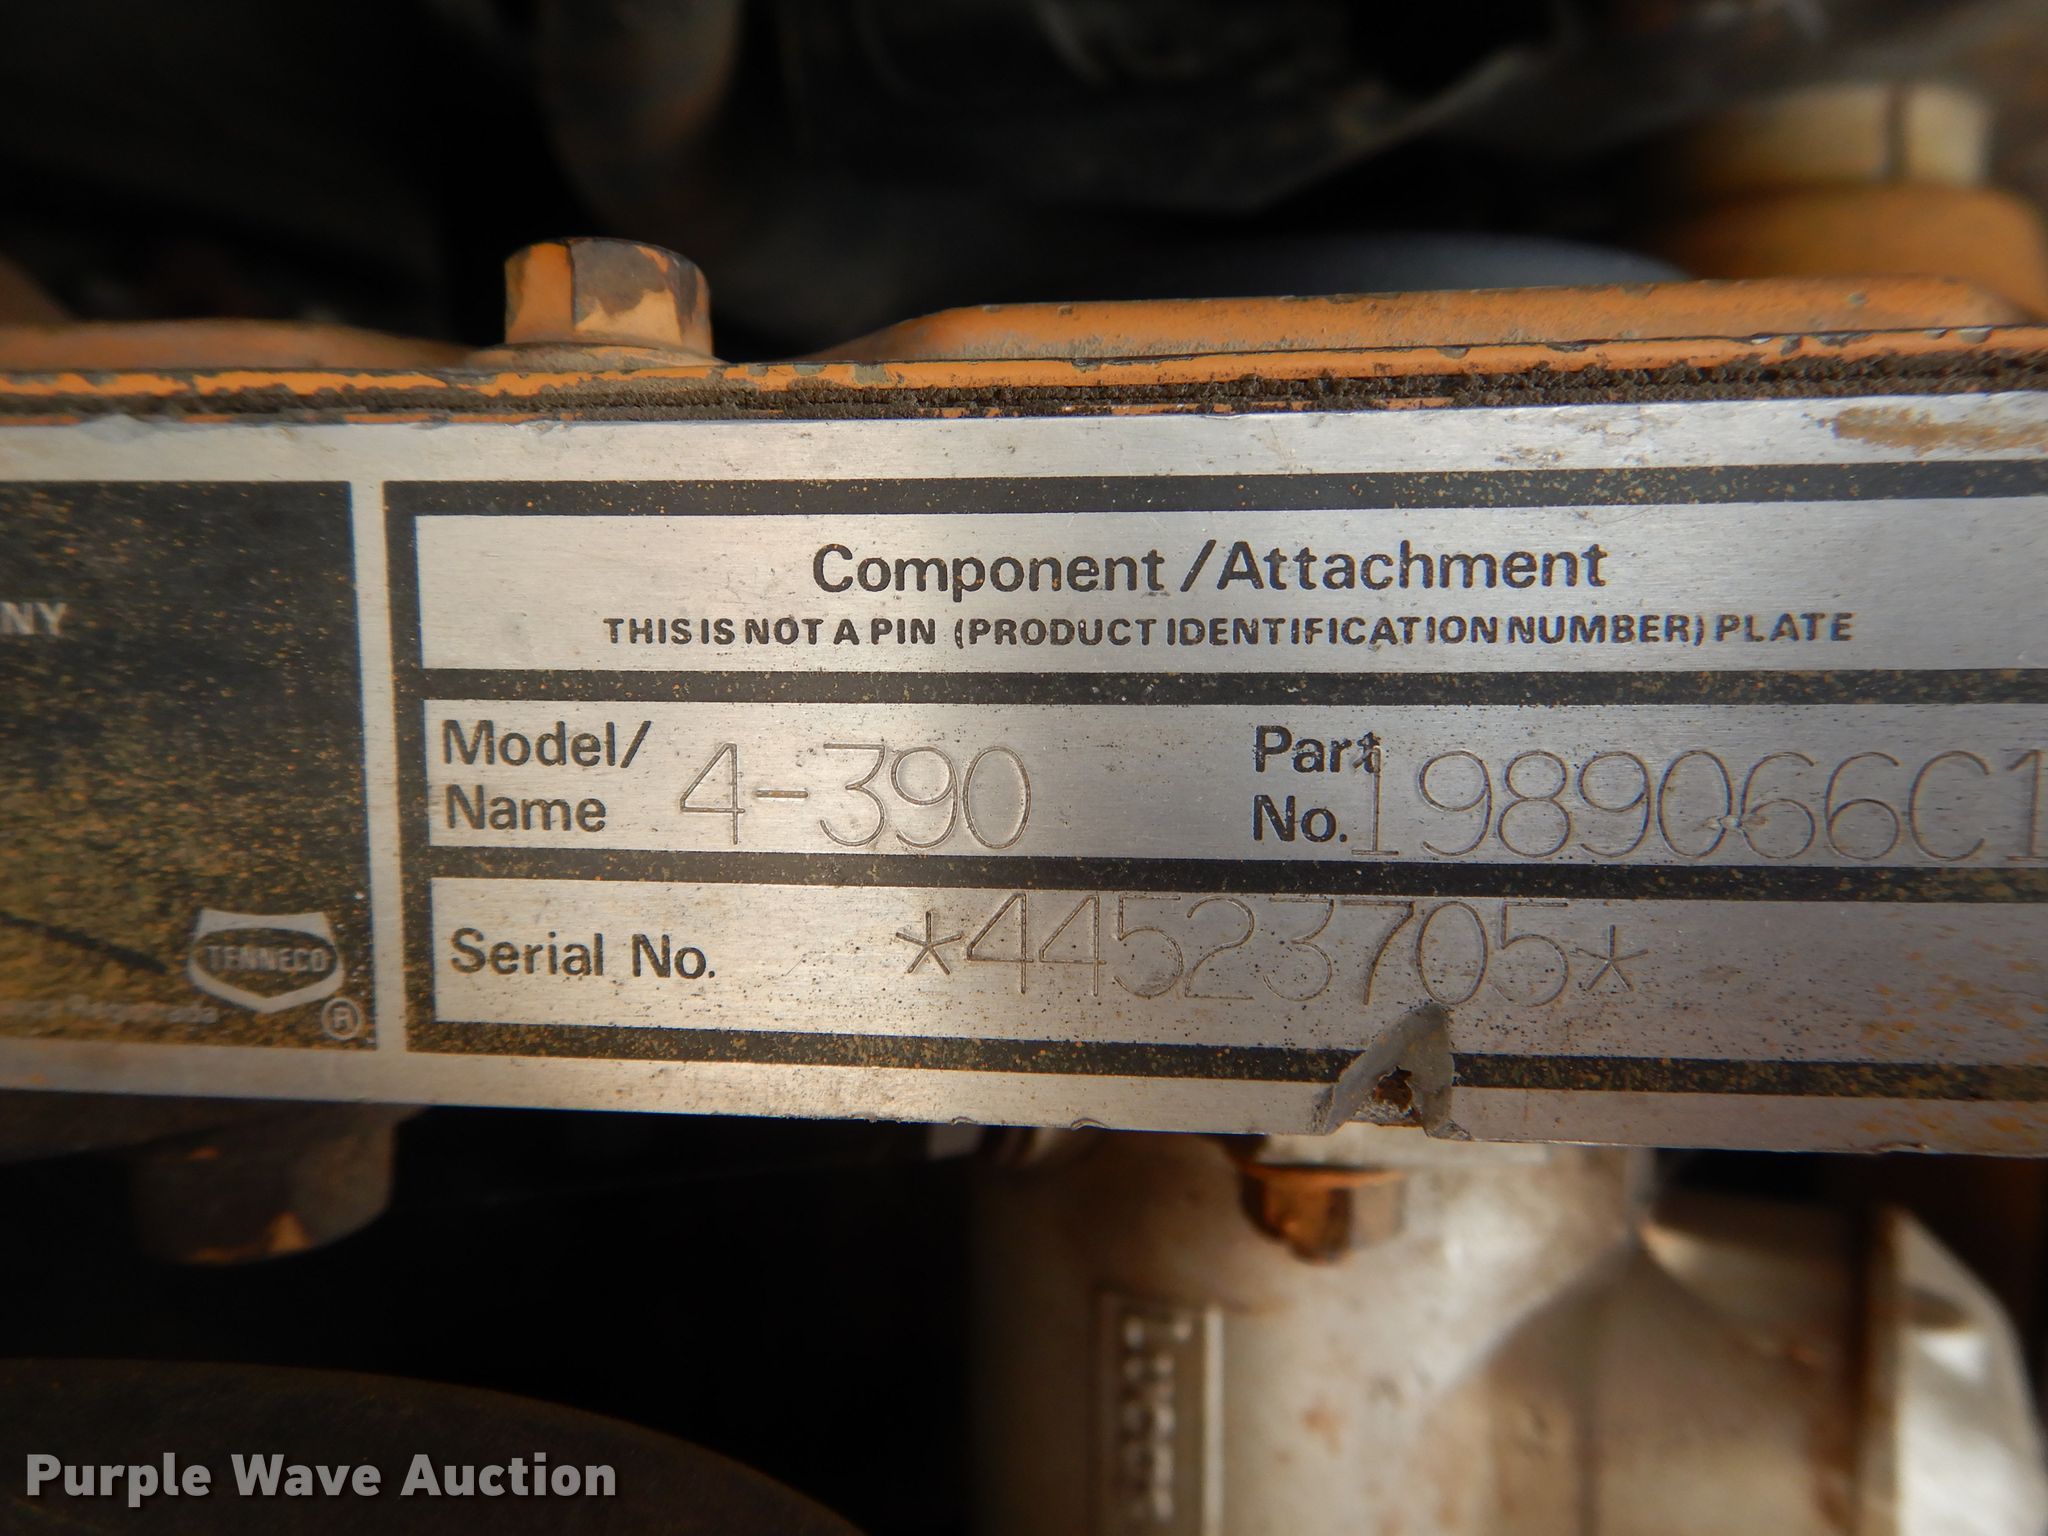 Component/Attachment
THIS IS NOT A PIN (PRODUCT IDENTIFICATION NUMBER) PLATE
NY
Model/
Name 4-390
Part
No. 1989066C1
Serial No. *44523705*
TENNECO
®
Purple Wave Auction